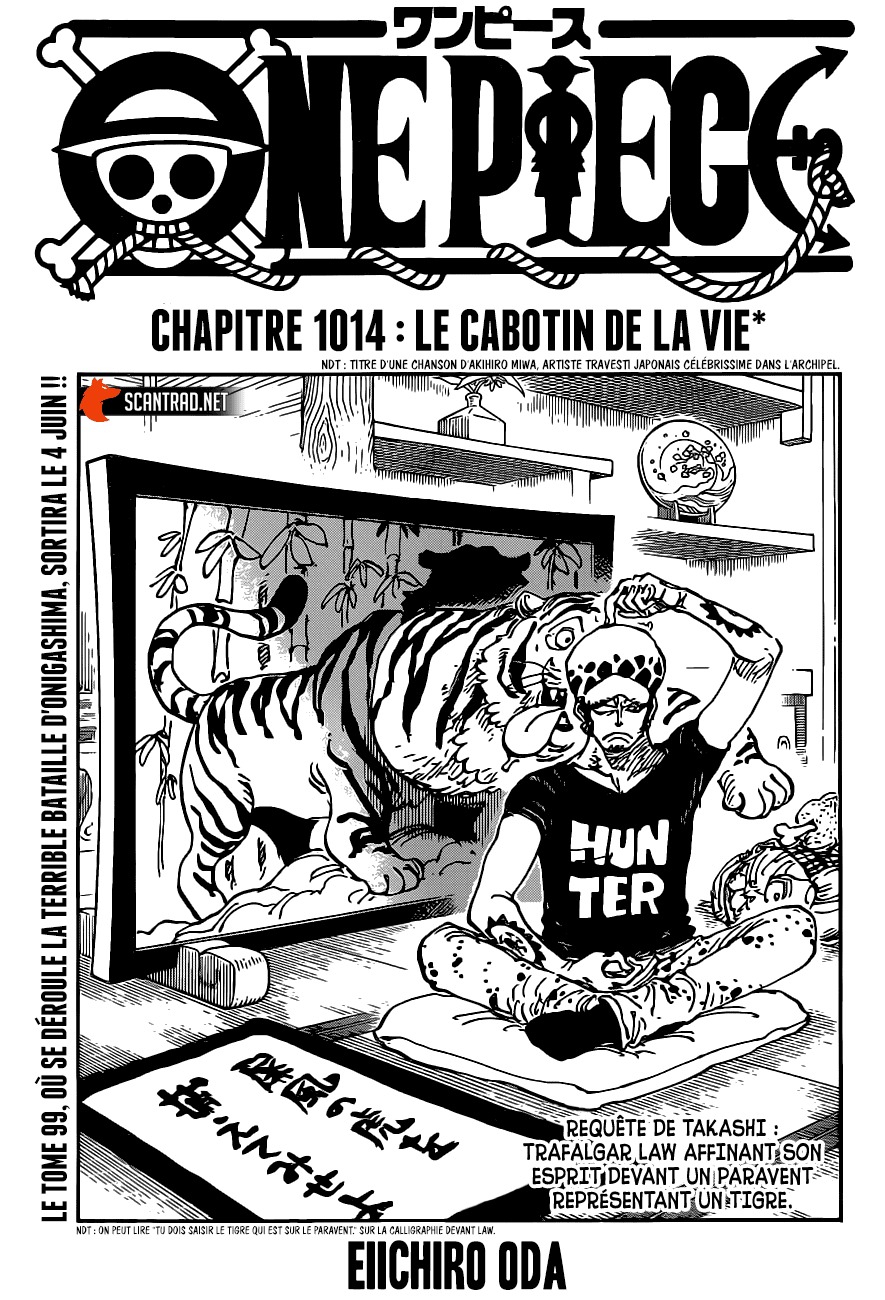 ワンピース
ONE PIECE
CHAPITRE 1014 : LE CABOTIN DE LA VIE*
NDT : TITRE D'UNE CHANSON D'AKIHIRO MIWA, ARTISTE TRAVESTI JAPONAIS CÉLÉBRISSIME DANS L'ARCHIPEL.
LE TOME 99, OÙ SE DÉROULE LA TERRIBLE BATAILLE D'ONIGASHIMA, SORTIRA LE 4 JUIN !!
SCANTRAD.NET
HUN
TER
REQUÊTE DE TAKASHI :
TRAFALGAR LAW AFFINANT SON
ESPRIT DEVANT UN PARAVENT
REPRÉSENTANT UN TIGRE.
NDT : ON PEUT LIRE "TU DOIS SAISIR LE TIGRE QUI EST SUR LE PARAVENT." SUR LA CALLIGRAPHIE DEVANT LAW.
EIICHIRO ODA